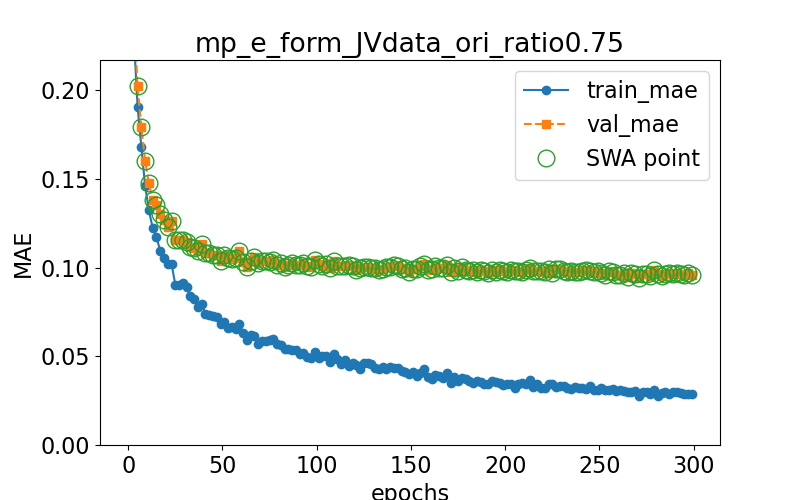 mp_e_form_JVdata_ori_ratio0.75
train_mae
val_mae
SWA point
MAE
0.20
0.15
0.10
0.05
0.00
0 50 100 150 200 250 300
epochs